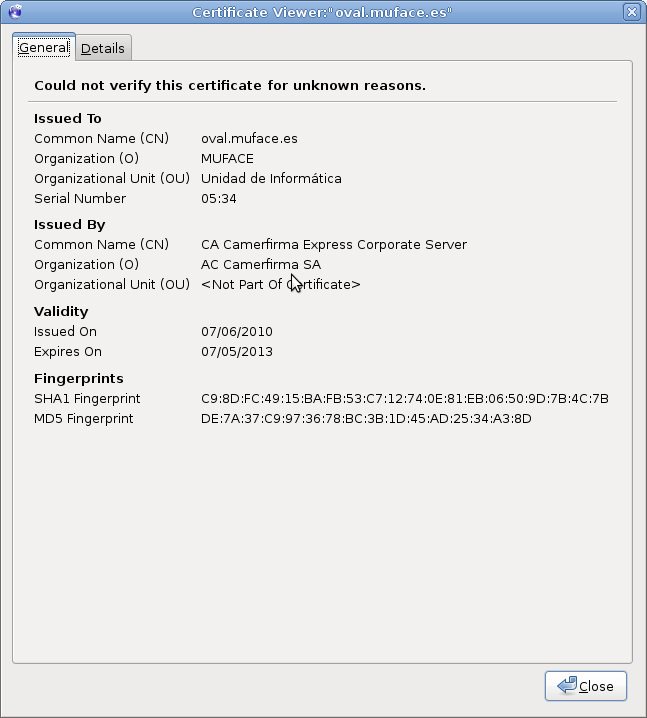 Certificate Viewer:"oval.muface.es"
General Details
Could not verify this certificate for unknown reasons.
Issued To
Common Name (CN) oval.muface.es
Organization (O) MUFACE
Organizational Unit (OU) Unidad de Informática
Serial Number 05:34
Issued By
Common Name (CN) CA Camerfirma Express Corporate Server
Organization (O) AC Camerfirma SA
Organizational Unit (OU) <Not Part Of Certificate>
Validity
Issued On 07/06/2010
Expires On 07/05/2013
Fingerprints
SHA1 Fingerprint C9:8D:FC:49:15:BA:FB:53:C7:12:74:0E:81:EB:06:50:9D:7B:4C:7B
MD5 Fingerprint DE:7A:37:C9:97:36:78:BC:3B:1D:45:AD:25:34:A3:8D
Close